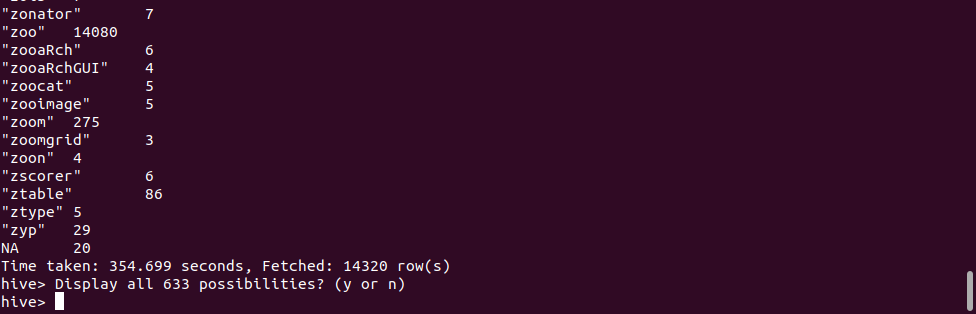 "zonator" 7
"zoo" 14080
"zooaRch" 6
"zooaRchGUI" 4
"zoocat" 5
"zooimage" 5
"zoom" 275
"zoomgrid" 3
"zoon" 4
"zscorer" 6
"ztable" 86
"ztype" 5
"zyp" 29
NA 20
Time taken: 354.699 seconds, Fetched: 14320 row(s)
hive> Display all 633 possibilities? (y or n)
hive>